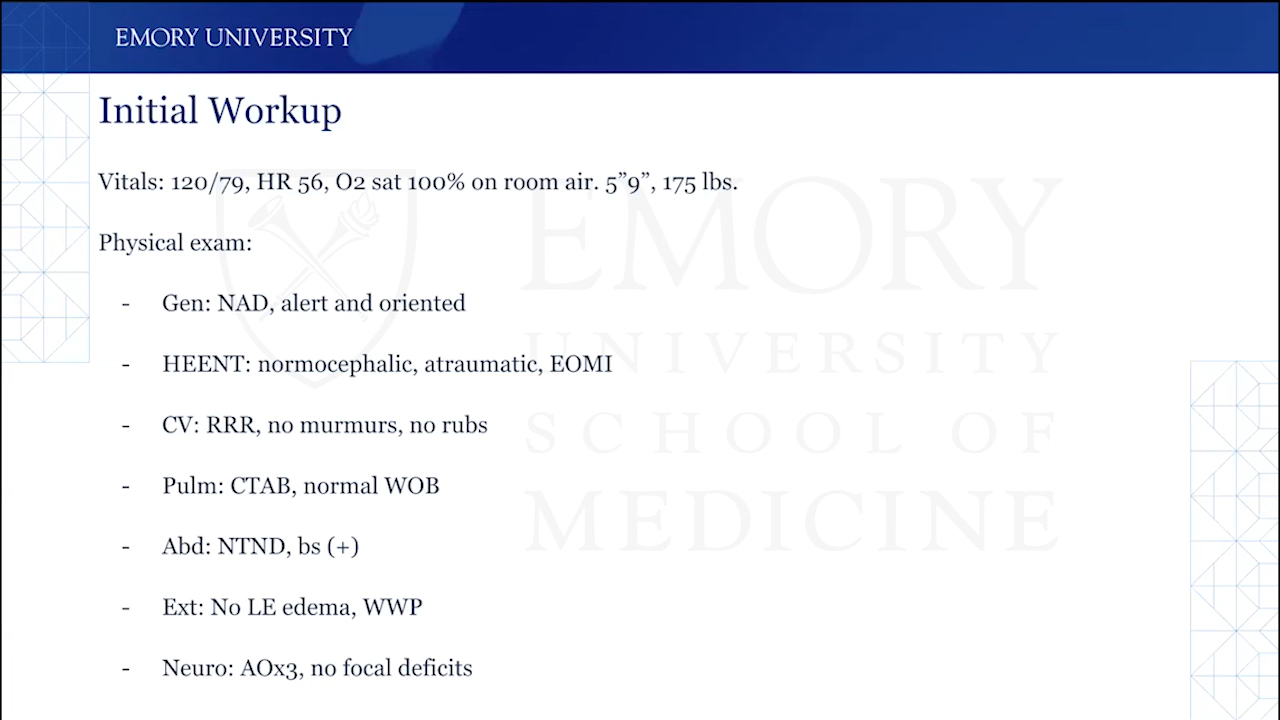 EMORY UNIVERSITY
Initial Workup
Vitals: 120/79, HR 56, O2 sat 100% on room air. 5”9”, 175 lbs.
Physical exam:
- Gen: NAD, alert and oriented
- HEENT: normocephalic, atraumatic, EOMI
- CV: RRR, no murmurs, no rubs
- Pulm: CTAB, normal WOB
- Abd: NTND, bs (+)
- Ext: No LE edema, WWP
- Neuro: AOx3, no focal deficits
EMORY
UNIVERSITY
SCHOOL OF
MEDICINE